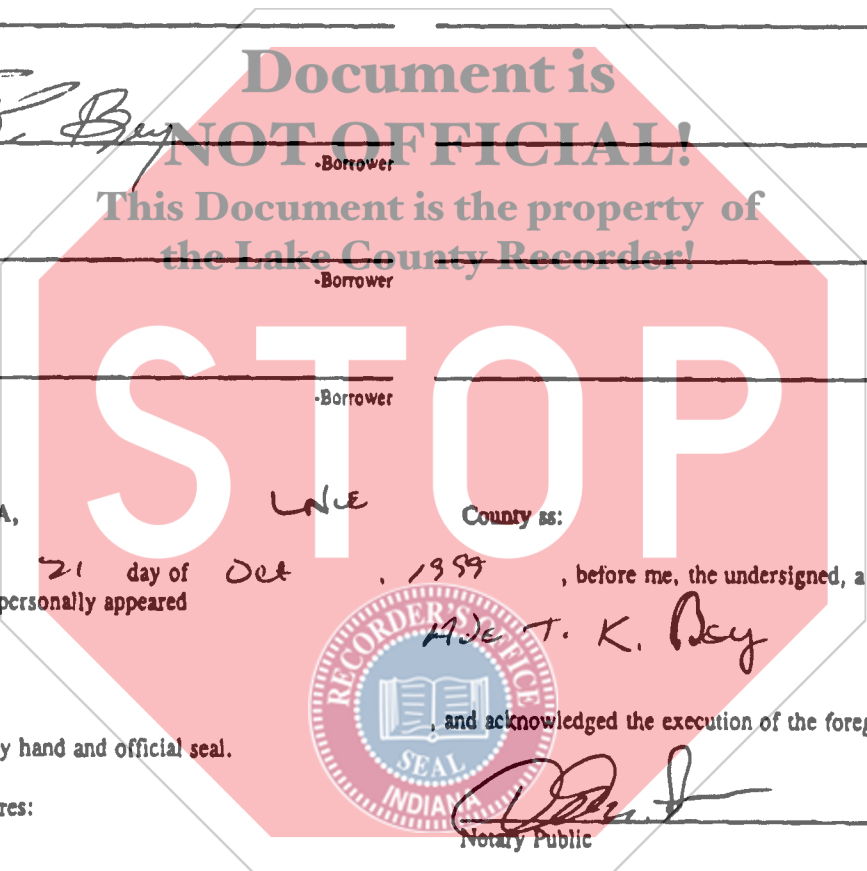 Document is
NOT OFFICIAL!
Bey
-Borrower
This Document is the property of
the Lake County Recorder!
-Borrower
STOP
-Borrower
A,
County ss:
21 day of Oct , 1999 , before me, the undersigned, a
personally appeared
T. K. Bey
RECORDER'S OFFICE
, and acknowledged the execution of the foreg
y hand and official seal.
SEAL
INDIANA
res:
Notary Public